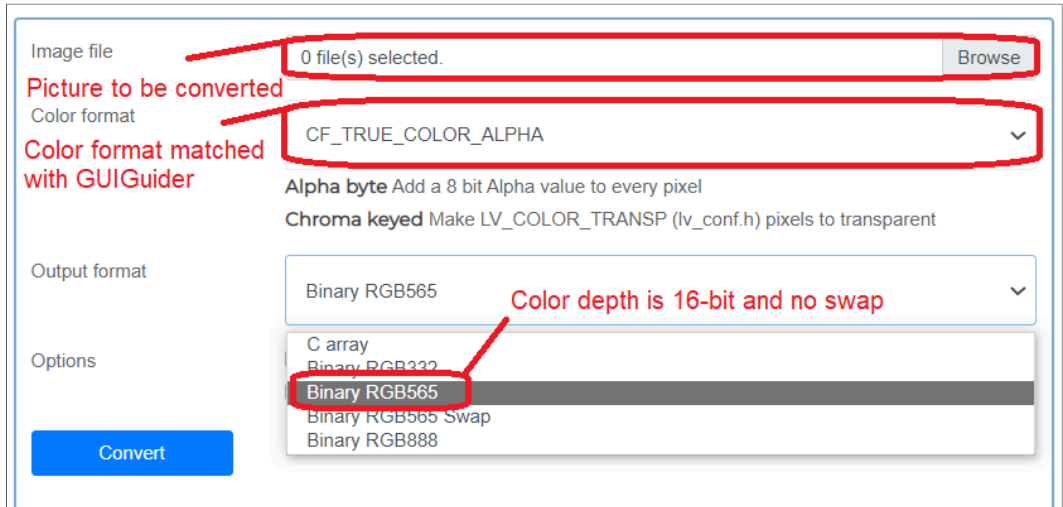 Image file
0 file(s) selected.
Browse
Picture to be converted
Color format
CF_TRUE_COLOR_ALPHA
Color format matched
with GUIGuider
Alpha byte Add a 8 bit Alpha value to every pixel
Chroma keyed Make LV_COLOR_TRANSP (lv_conf.h) pixels to transparent
Output format
Binary RGB565
Color depth is 16-bit and no swap
Options
C array
Binary RGB332
Binary RGB565
Binary RGB565 Swap
Binary RGB888
Convert